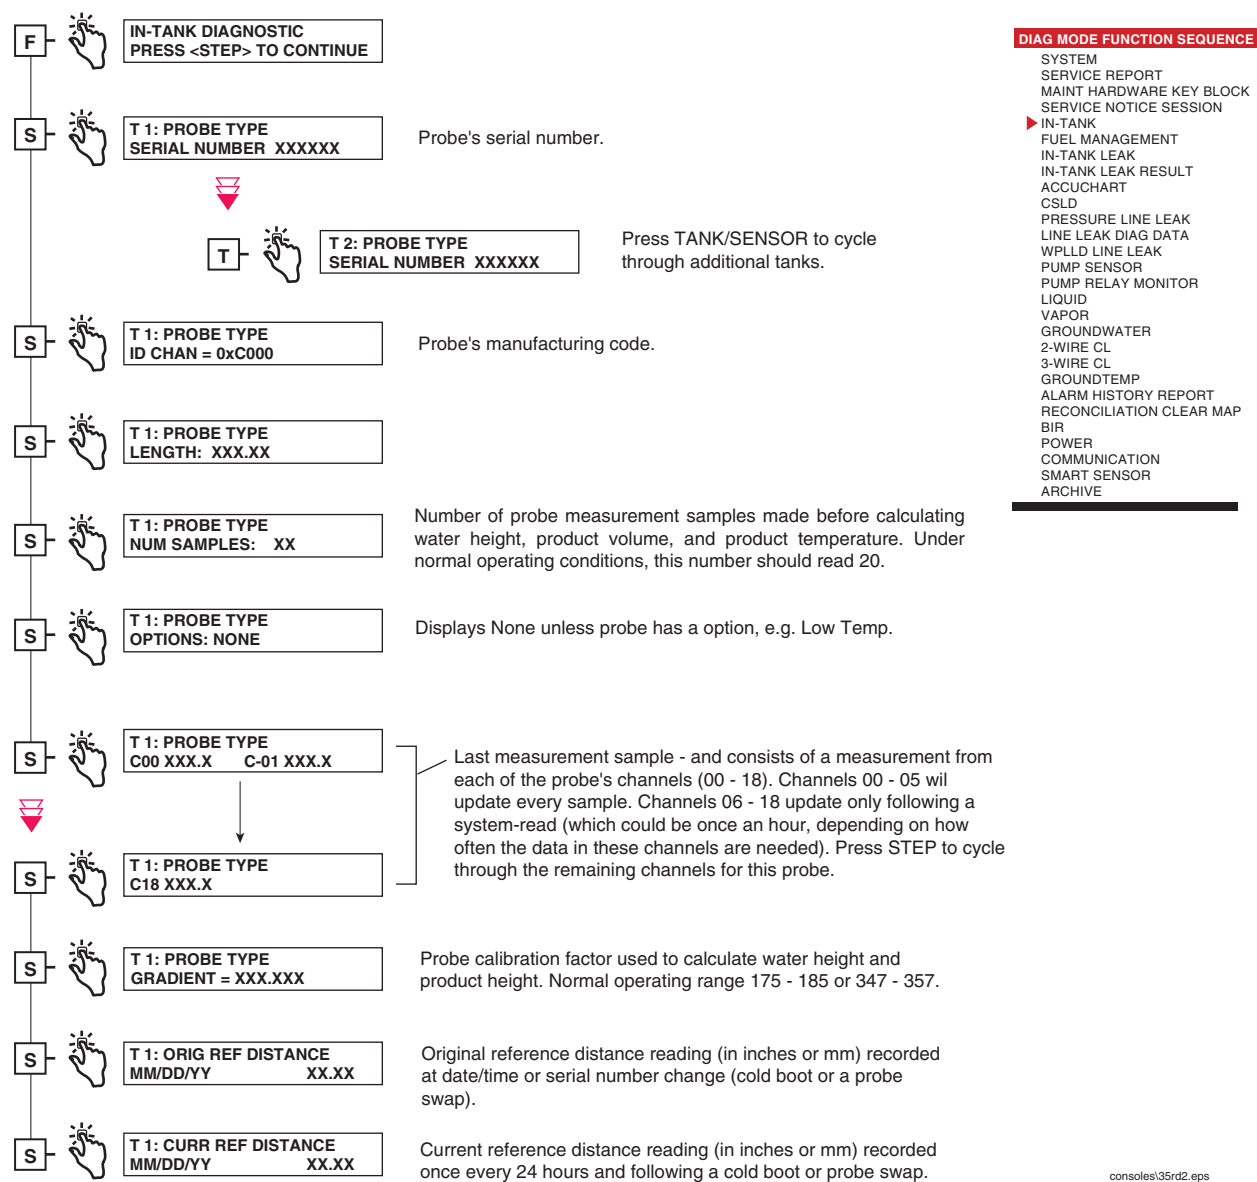 F
IN-TANK DIAGNOSTIC
PRESS <STEP> TO CONTINUE
S
T 1: PROBE TYPE
SERIAL NUMBER XXXXXX
Probe's serial number.
T
T 2: PROBE TYPE
SERIAL NUMBER XXXXXX
Press TANK/SENSOR to cycle
through additional tanks.
S
T 1: PROBE TYPE
ID CHAN = 0xC000
Probe's manufacturing code.
S
T 1: PROBE TYPE
LENGTH: XXX.XX
S
T 1: PROBE TYPE
NUM SAMPLES: XX
Number of probe measurement samples made before calculating
water height, product volume, and product temperature. Under
normal operating conditions, this number should read 20.
S
T 1: PROBE TYPE
OPTIONS: NONE
Displays None unless probe has a option, e.g. Low Temp.
S
T 1: PROBE TYPE
C00 XXX.X C-01 XXX.X
S
T 1: PROBE TYPE
C18 XXX.X
Last measurement sample - and consists of a measurement from
each of the probe's channels (00 - 18). Channels 00 - 05 wil
update every sample. Channels 06 - 18 update only following a
system-read (which could be once an hour, depending on how
often the data in these channels are needed). Press STEP to cycle
through the remaining channels for this probe.
S
T 1: PROBE TYPE
GRADIENT = XXX.XXX
Probe calibration factor used to calculate water height and
product height. Normal operating range 175 - 185 or 347 - 357.
S
T 1: ORIG REF DISTANCE
MM/DD/YY XX.XX
Original reference distance reading (in inches or mm) recorded
at date/time or serial number change (cold boot or a probe
swap).
S
T 1: CURR REF DISTANCE
MM/DD/YY XX.XX
Current reference distance reading (in inches or mm) recorded
once every 24 hours and following a cold boot or probe swap.
DIAG MODE FUNCTION SEQUENCE
SYSTEM
SERVICE REPORT
MAINT HARDWARE KEY BLOCK
SERVICE NOTICE SESSION
IN-TANK
FUEL MANAGEMENT
IN-TANK LEAK
IN-TANK LEAK RESULT
ACCUCHART
CSLD
PRESSURE LINE LEAK
LINE LEAK DIAG DATA
WPLLD LINE LEAK
PUMP SENSOR
PUMP RELAY MONITOR
LIQUID
VAPOR
GROUNDWATER
2-WIRE CL
3-WIRE CL
GROUNDTEMP
ALARM HISTORY REPORT
RECONCILIATION CLEAR MAP
BIR
POWER
COMMUNICATION
SMART SENSOR
ARCHIVE
consoles\35rd2.eps